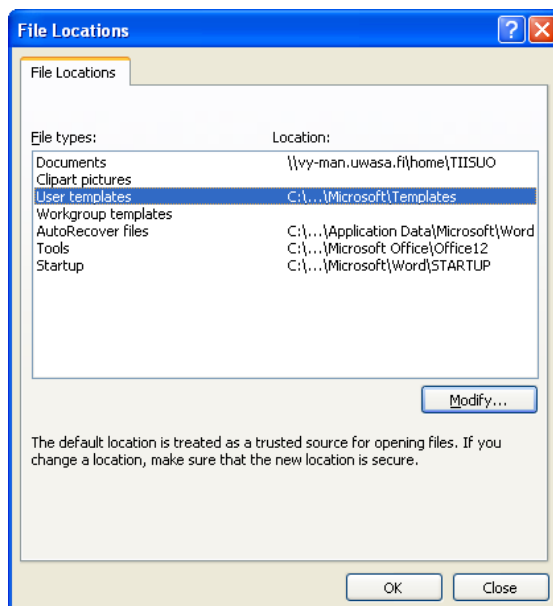 File Locations
File Locations
File types: Location:
Documents \\vy-man.uwasa.fi\home\TIISUO
Clipart pictures
User templates C:\...\Microsoft\Templates
Workgroup templates
AutoRecover files C:\...\Application Data\Microsoft\Word
Tools C:\...\Microsoft Office\Office12
Startup C:\...\Microsoft\Word\STARTUP
Modify...
The default location is treated as a trusted source for opening files. If you
change a location, make sure that the new location is secure.
OK Close